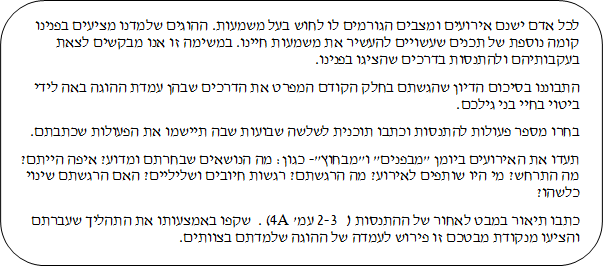 לכל אדם ישנם אירועים ומצבים הגורמים לו לחוש בעל משמעות. ההוגים שלמדנו מציעים בפנינו
קומה נוספת של תכנים שעשויים להעשיר את משמעות חיינו. במשימה זו אנו מבקשים לצאת
בעקבותיהם ולהתנסות בדרכים שהציגו בפנינו.
התבוננו בסיכום הדיון שהגשתם בחלק הקודם המפרט את הדרכים שבהן עמדת ההוגה באה לידי
ביטוי בחיי בני גילכם.
בחרו מספר פעולות להתנסות וכתבו תוכנית לשלשה שבועות שבה תיישמו את הפעולות שכתבתם.
תעדו את האירועים ביומן "מבפנים" ו"מבחוץ"- כגון: מה הנושאים שבחרתם ומדוע? איפה הייתם?
מה התרחש? מי היו שותפים לאירוע? מה הרגשתם? רגשות חיובים ושליליים? האם הרגשתם שינוי
כלשהו?
כתבו תיאור במבט לאחור של ההתנסות ( 2-3 עמ' 4A) . שקפו באמצעותו את התהליך שעברתם
והציעו מנקודת מבטכם זו פירוש לעמדה של ההוגה שלמדתם בצוותים.